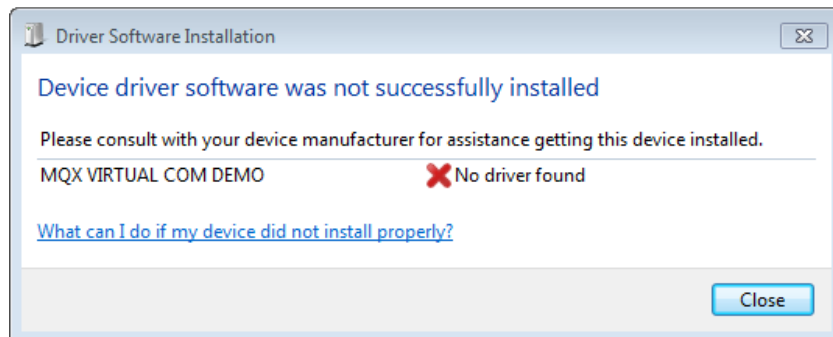 Driver Software Installation
Device driver software was not successfully installed
Please consult with your device manufacturer for assistance getting this device installed.
MQX VIRTUAL COM DEMO No driver found
What can I do if my device did not install properly?
Close